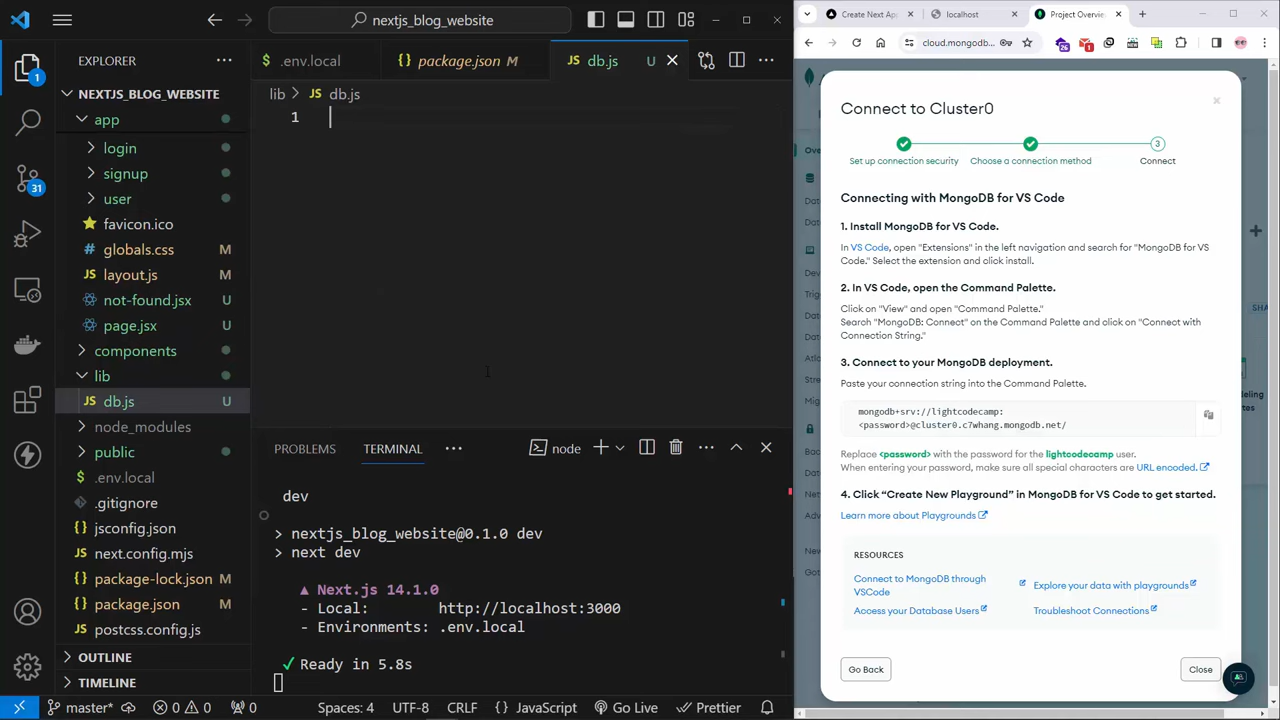 nextjs_blog_website
EXPLORER
NEXTJS_BLOG_WEBSITE
app
login
signup
user
favicon.ico
globals.css M
layout.js M
not-found.jsx U
page.jsx U
components
lib
db.js U
node_modules
public
.env.local
.gitignore
jsconfig.json
next.config.mjs
package-lock.json M
package.json M
postcss.config.js
OUTLINE
TIMELINE
1
31
$ .env.local
{} package.json M
JS db.js U
lib > JS db.js
1
PROBLEMS
TERMINAL
node
dev
> nextjs_blog_website@0.1.0 dev
> next dev
▲ Next.js 14.1.0
- Local: http://localhost:3000
- Environments: .env.local
✓ Ready in 5.8s
master*
0 0
0
Spaces: 4
UTF-8
CRLF
{} JavaScript
Go Live
Prettier
Create Next Ap
localhost
Project Overvie
cloud.mongodb...
26
1
Connect to Cluster0
3
Set up connection security
Choose a connection method
Connect
Connecting with MongoDB for VS Code
1. Install MongoDB for VS Code.
In VS Code, open "Extensions" in the left navigation and search for "MongoDB for VS
Code." Select the extension and click install.
2. In VS Code, open the Command Palette.
Click on "View" and open "Command Palette."
Search "MongoDB: Connect" on the Command Palette and click on "Connect with
Connection String."
3. Connect to your MongoDB deployment.
Paste your connection string into the Command Palette.
mongodb+srv://lightcodecamp:
<password>@cluster0.c7whang.mongodb.net/
Replace <password> with the password for the lightcodecamp user.
When entering your password, make sure all special characters are URL encoded.
4. Click “Create New Playground” in MongoDB for VS Code to get started.
Learn more about Playgrounds
RESOURCES
Connect to MongoDB through
VSCode
Explore your data with playgrounds
Access your Database Users
Troubleshoot Connections
Go Back
Close